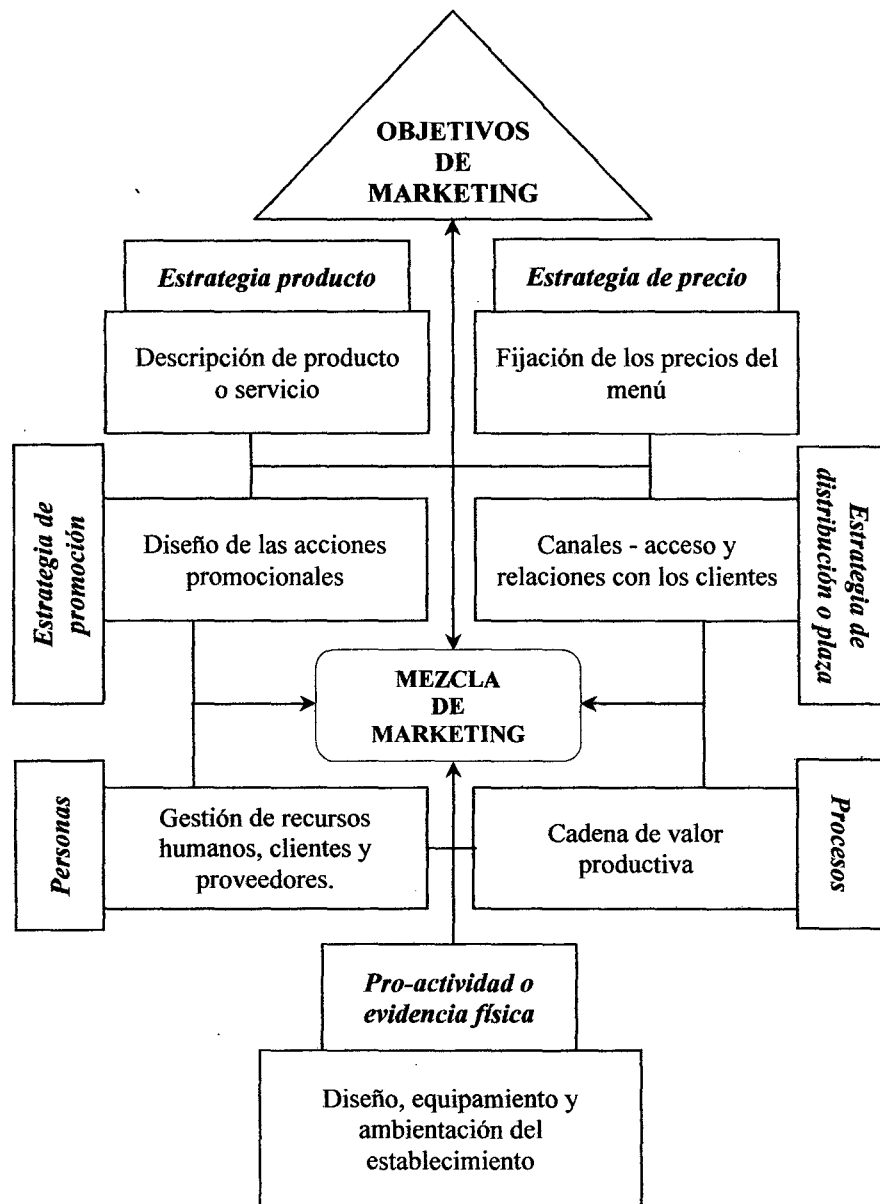 OBJETIVOS
DE
MARKETING
Estrategia producto
Descripción de producto
o servicio
Estrategia de precio
Fijación de los precios del
menú
Estrategia de
promoción
Diseño de las acciones
promocionales
Canales - acceso y
relaciones con los clientes
Estrategia de
distribución o plaza
MEZCLA
DE
MARKETING
Personas
Gestión de recursos
humanos, clientes y
proveedores.
Cadena de valor
productiva
Procesos
Pro-actividad o
evidencia física
Diseño, equipamiento y
ambientación del
establecimiento